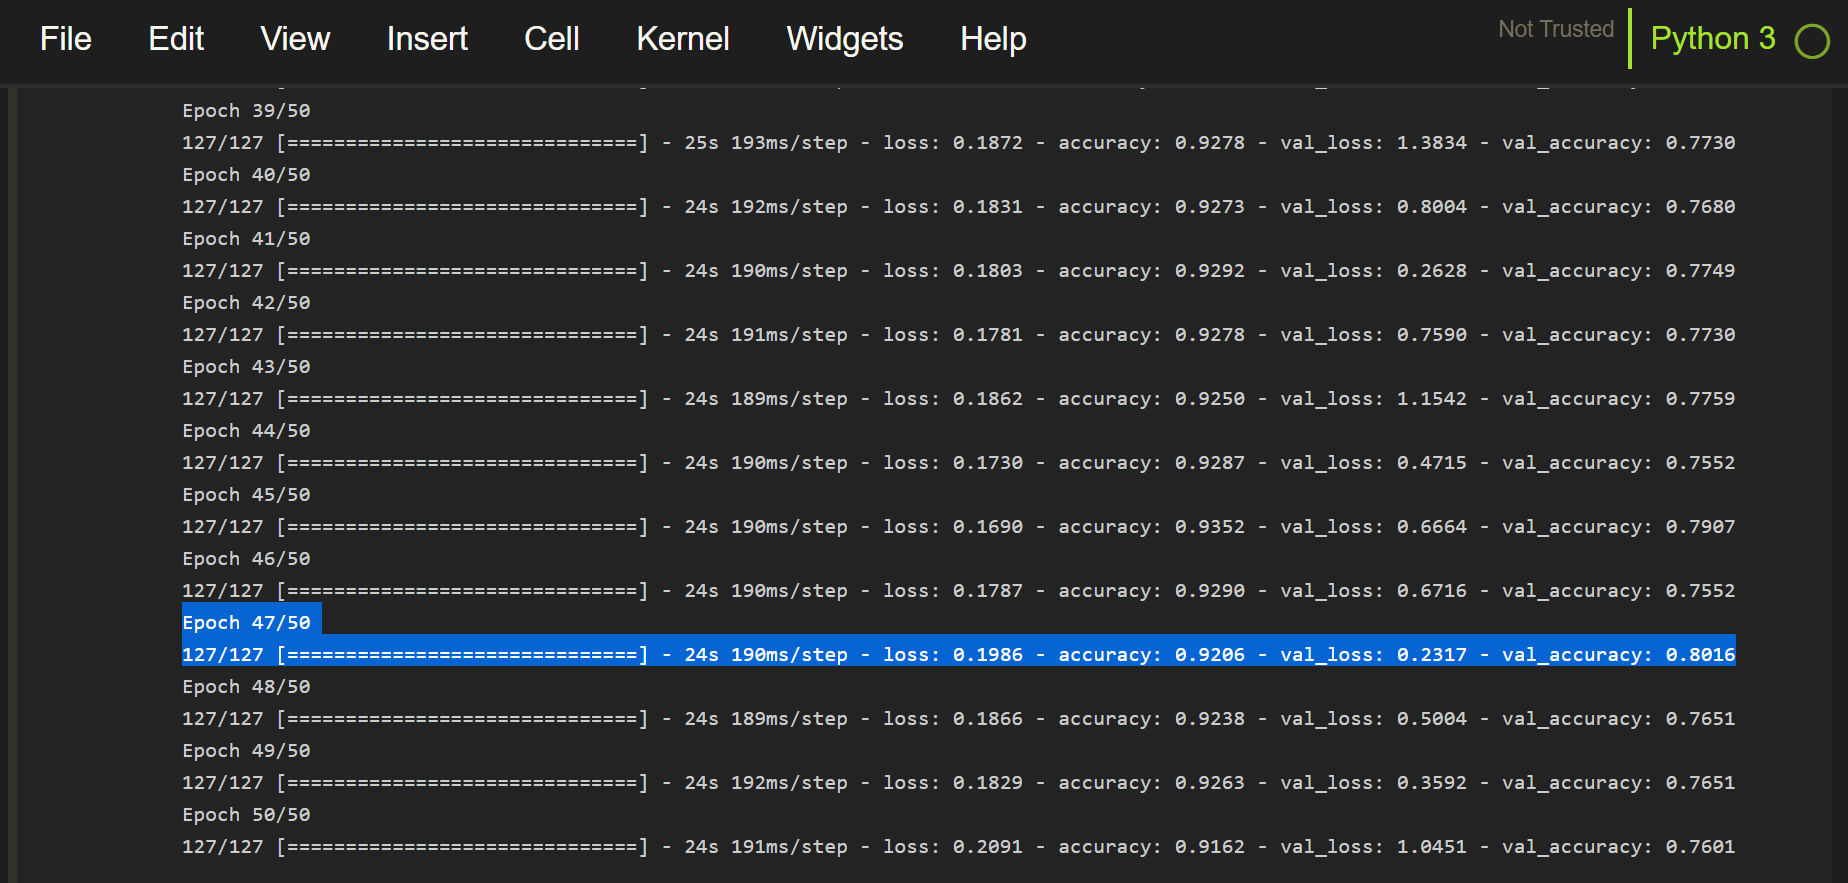 File Edit View Insert Cell Kernel Widgets Help Not Trusted Python 3
Epoch 39/50
127/127 [==============================] - 25s 193ms/step - loss: 0.1872 - accuracy: 0.9278 - val_loss: 1.3834 - val_accuracy: 0.7730
Epoch 40/50
127/127 [==============================] - 24s 192ms/step - loss: 0.1831 - accuracy: 0.9273 - val_loss: 0.8004 - val_accuracy: 0.7680
Epoch 41/50
127/127 [==============================] - 24s 190ms/step - loss: 0.1803 - accuracy: 0.9292 - val_loss: 0.2628 - val_accuracy: 0.7749
Epoch 42/50
127/127 [==============================] - 24s 191ms/step - loss: 0.1781 - accuracy: 0.9278 - val_loss: 0.7590 - val_accuracy: 0.7730
Epoch 43/50
127/127 [==============================] - 24s 189ms/step - loss: 0.1862 - accuracy: 0.9250 - val_loss: 1.1542 - val_accuracy: 0.7759
Epoch 44/50
127/127 [==============================] - 24s 190ms/step - loss: 0.1730 - accuracy: 0.9287 - val_loss: 0.4715 - val_accuracy: 0.7552
Epoch 45/50
127/127 [==============================] - 24s 190ms/step - loss: 0.1690 - accuracy: 0.9352 - val_loss: 0.6664 - val_accuracy: 0.7907
Epoch 46/50
127/127 [==============================] - 24s 190ms/step - loss: 0.1787 - accuracy: 0.9290 - val_loss: 0.6716 - val_accuracy: 0.7552
Epoch 47/50
127/127 [==============================] - 24s 190ms/step - loss: 0.1986 - accuracy: 0.9206 - val_loss: 0.2317 - val_accuracy: 0.8016
Epoch 48/50
127/127 [==============================] - 24s 189ms/step - loss: 0.1866 - accuracy: 0.9238 - val_loss: 0.5004 - val_accuracy: 0.7651
Epoch 49/50
127/127 [==============================] - 24s 192ms/step - loss: 0.1829 - accuracy: 0.9263 - val_loss: 0.3592 - val_accuracy: 0.7651
Epoch 50/50
127/127 [==============================] - 24s 191ms/step - loss: 0.2091 - accuracy: 0.9162 - val_loss: 1.0451 - val_accuracy: 0.7601